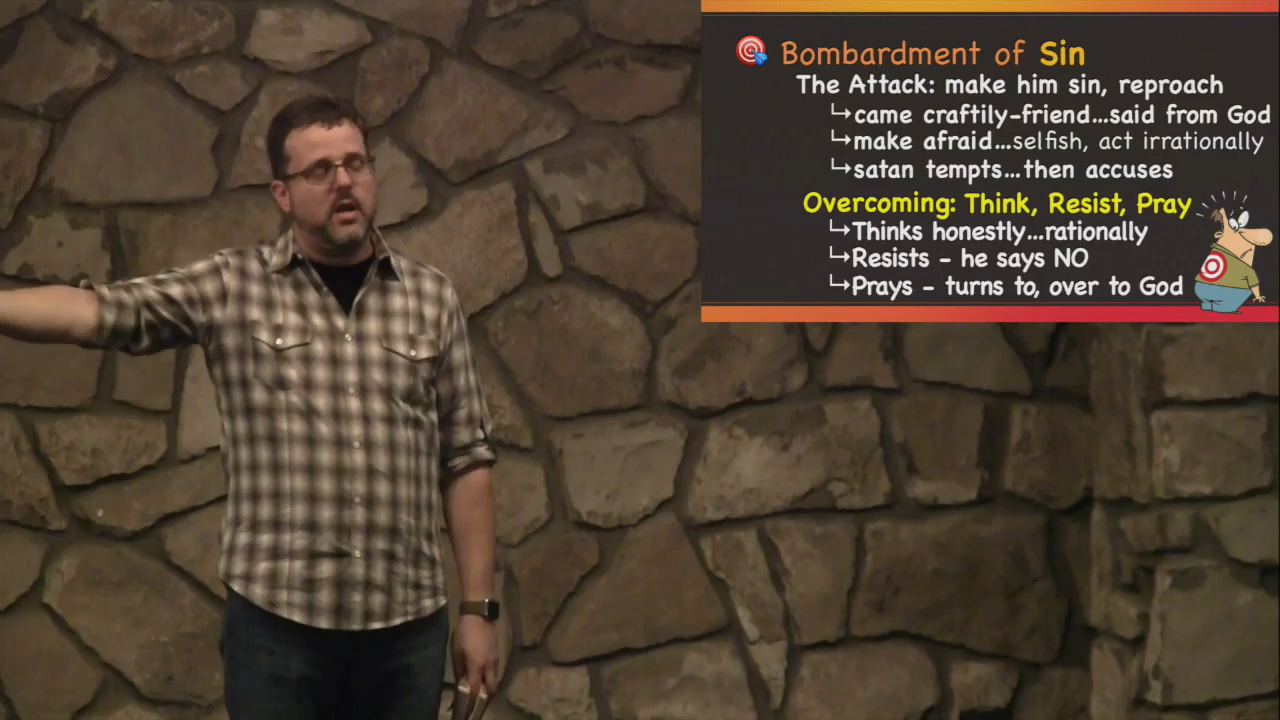 Bombardment of Sin
The Attack: make him sin, reproach
↳came craftily-friend...said from God
↳make afraid...selfish, act irrationally
↳satan tempts...then accuses
Overcoming: Think, Resist, Pray
↳Thinks honestly...rationally
↳Resists - he says NO
↳Prays - turns to, over to God